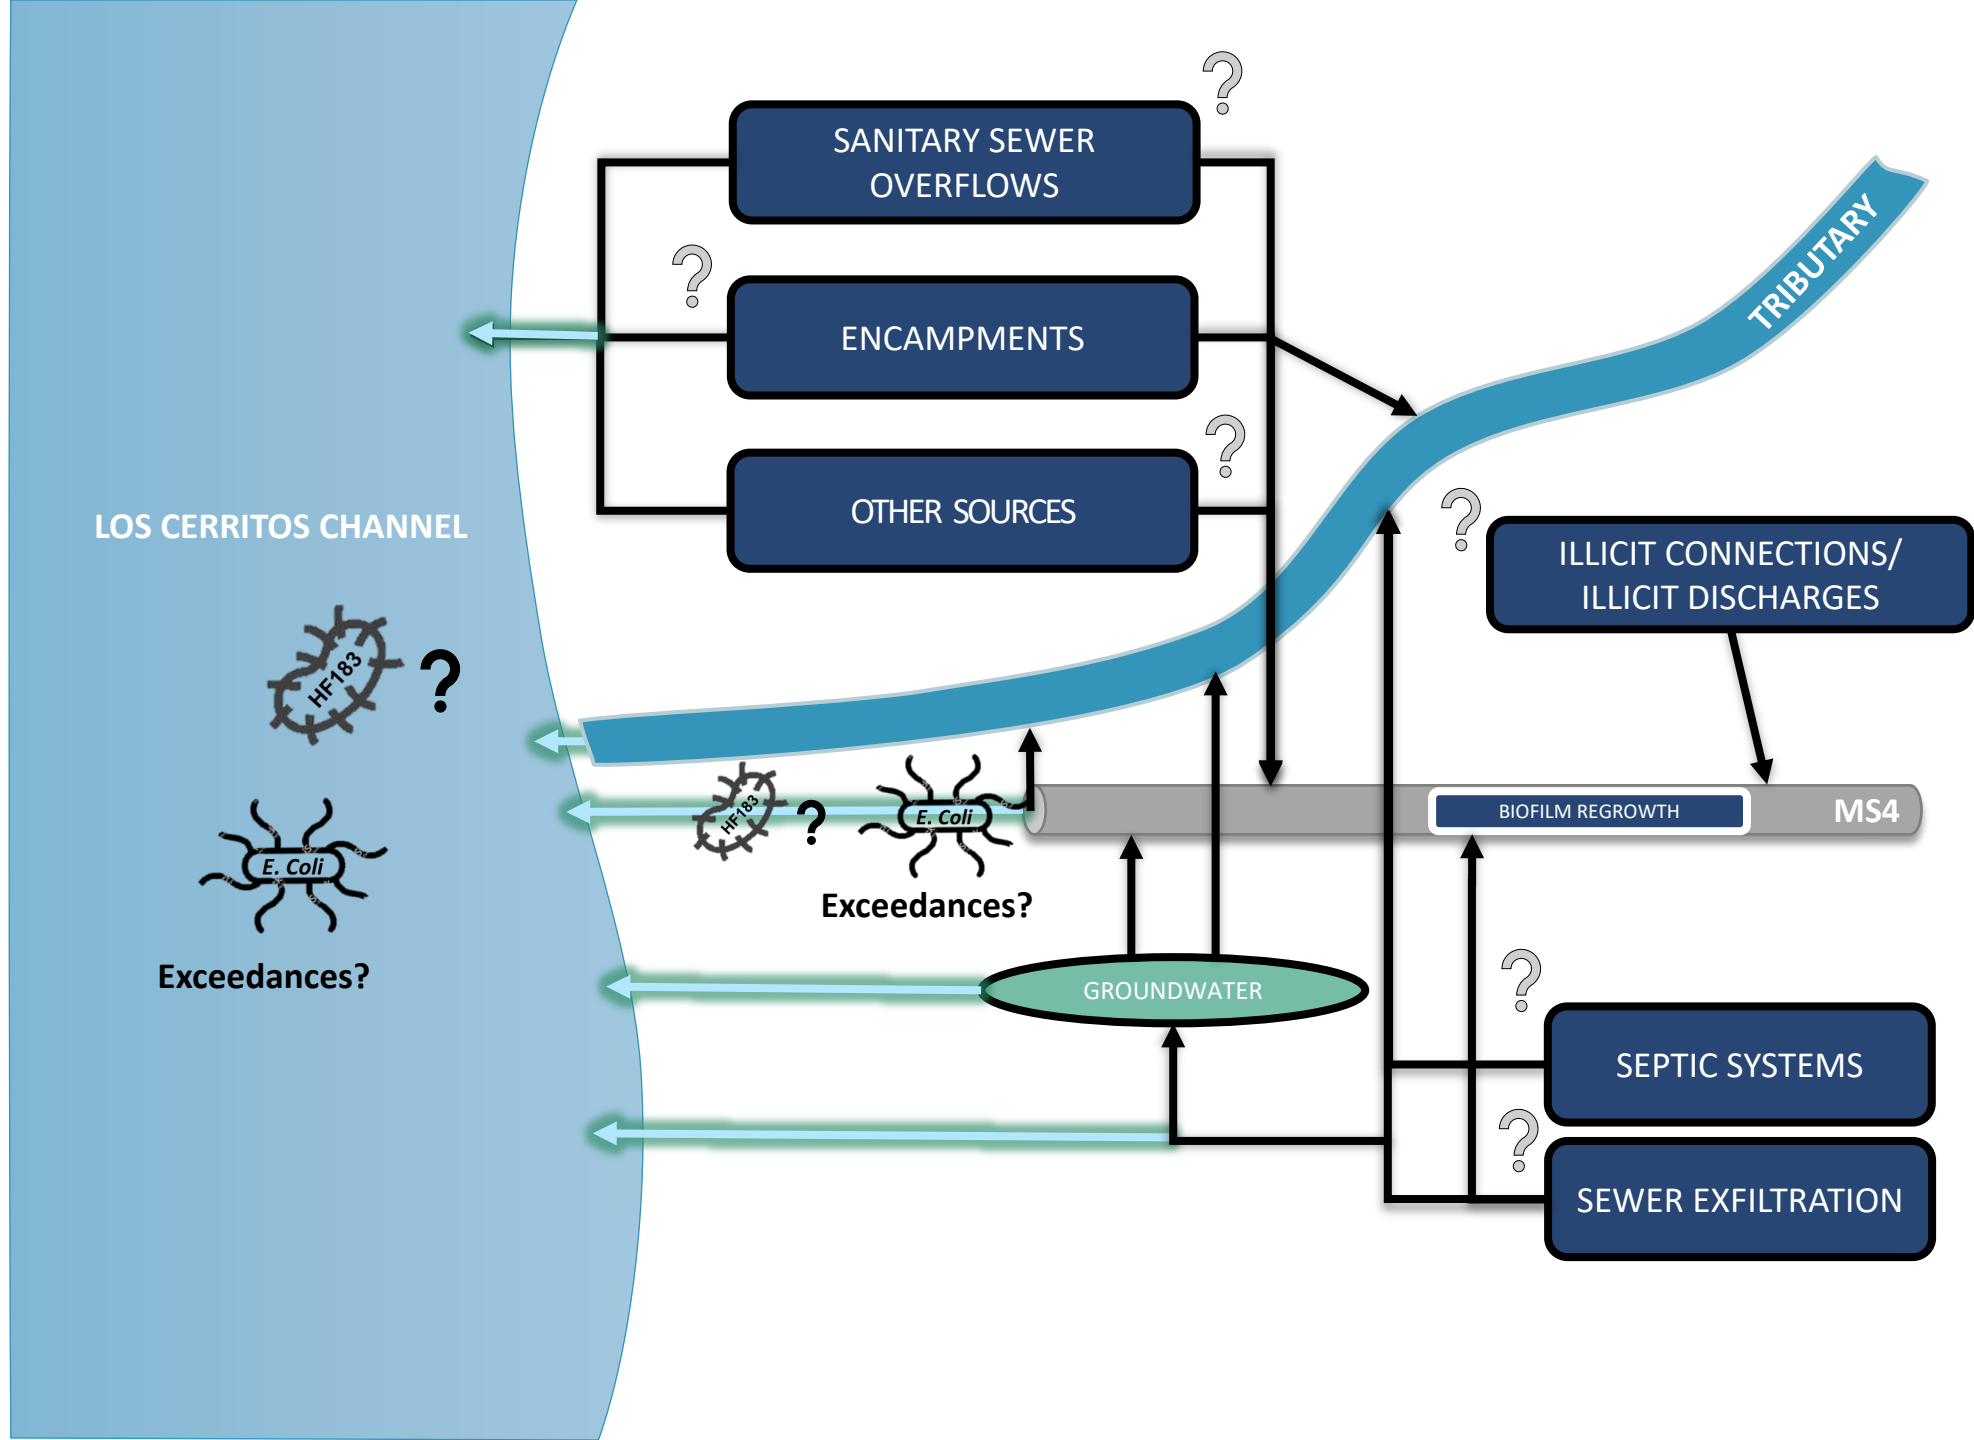 ?
SANITARY SEWER
OVERFLOWS
?
ENCAMPMENTS
?
OTHER SOURCES
TRIBUTARY
LOS CERRITOS CHANNEL
?
ILLICIT CONNECTIONS/
ILLICIT DISCHARGES
HF183
?
HF183
?
E. Coli
BIOFILM REGROWTH
MS4
Exceedances?
E. Coli
Exceedances?
GROUNDWATER
?
SEPTIC SYSTEMS
?
SEWER EXFILTRATION